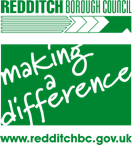 REDDITCH BOROUGH COUNCIL
making
a
difference
www.redditchbc.gov.uk